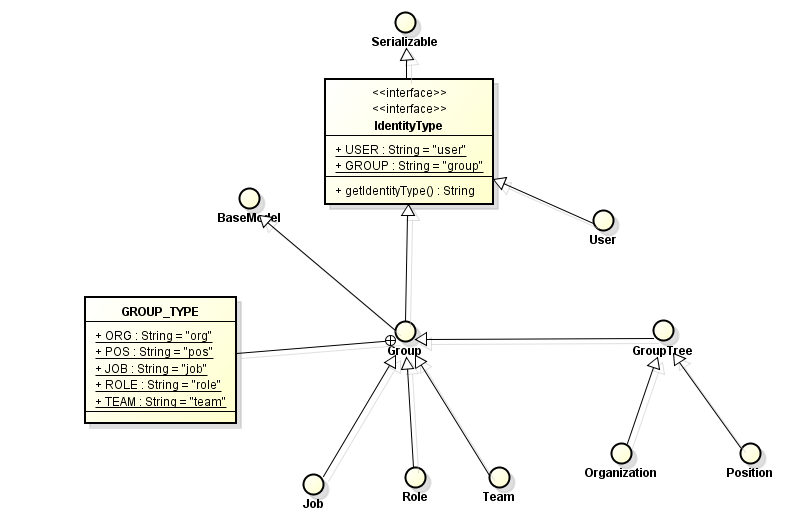 Serializable
<<interface>>
<<interface>>
IdentityType
+ USER : String = "user"
+ GROUP : String = "group"
+ getIdentityType() : String
BaseModel
User
GROUP_TYPE
+ ORG : String = "org"
+ POS : String = "pos"
+ JOB : String = "job"
+ ROLE : String = "role"
+ TEAM : String = "team"
Group
GroupTree
Job
Role
Team
Organization
Position